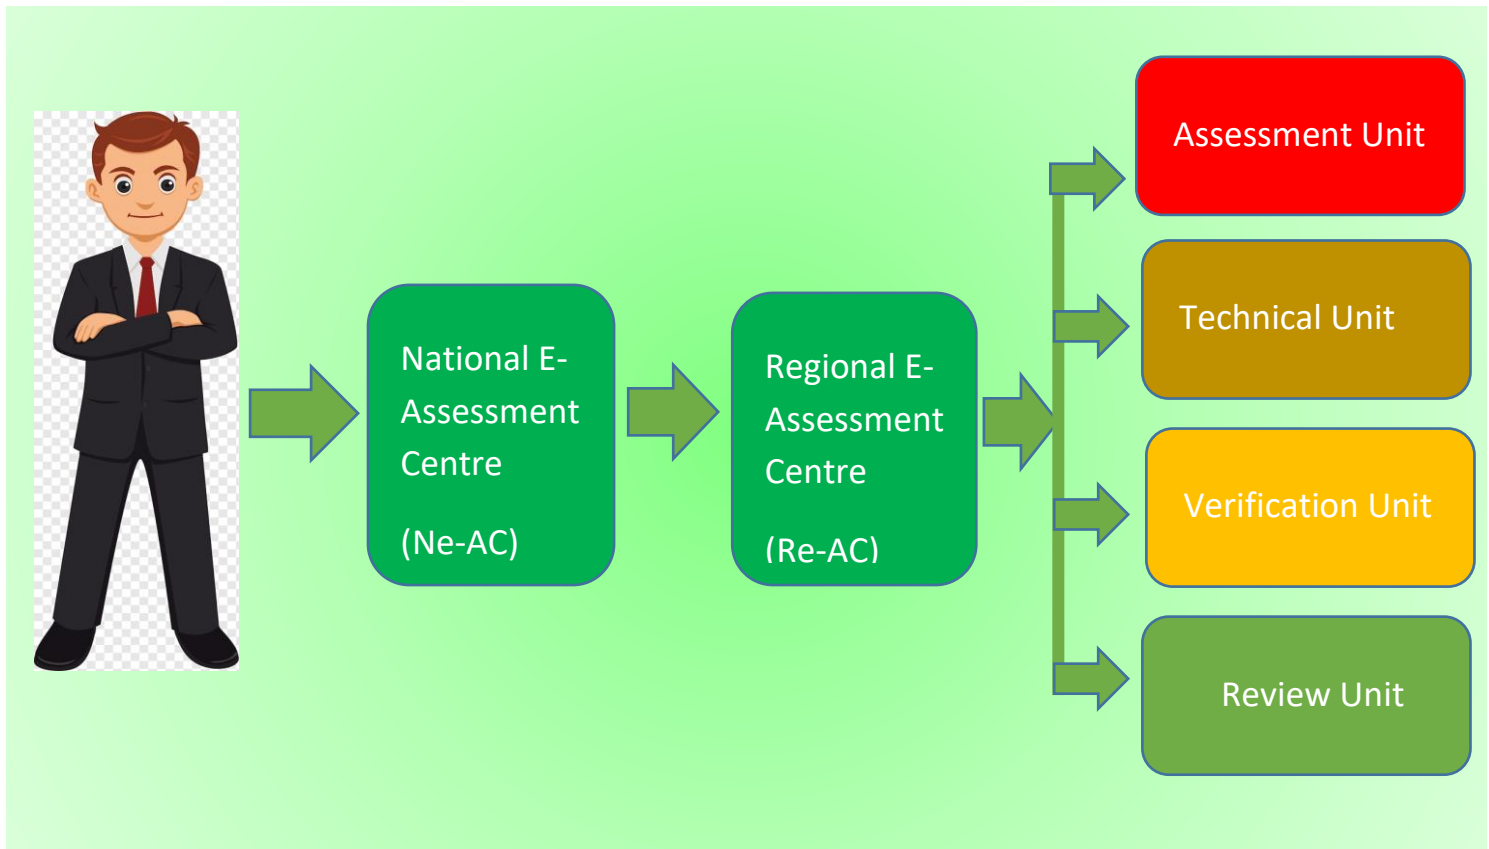 National E-
Assessment
Centre
(Ne-AC)
Regional E-
Assessment
Centre
(Re-AC)
Assessment Unit
Technical Unit
Verification Unit
Review Unit